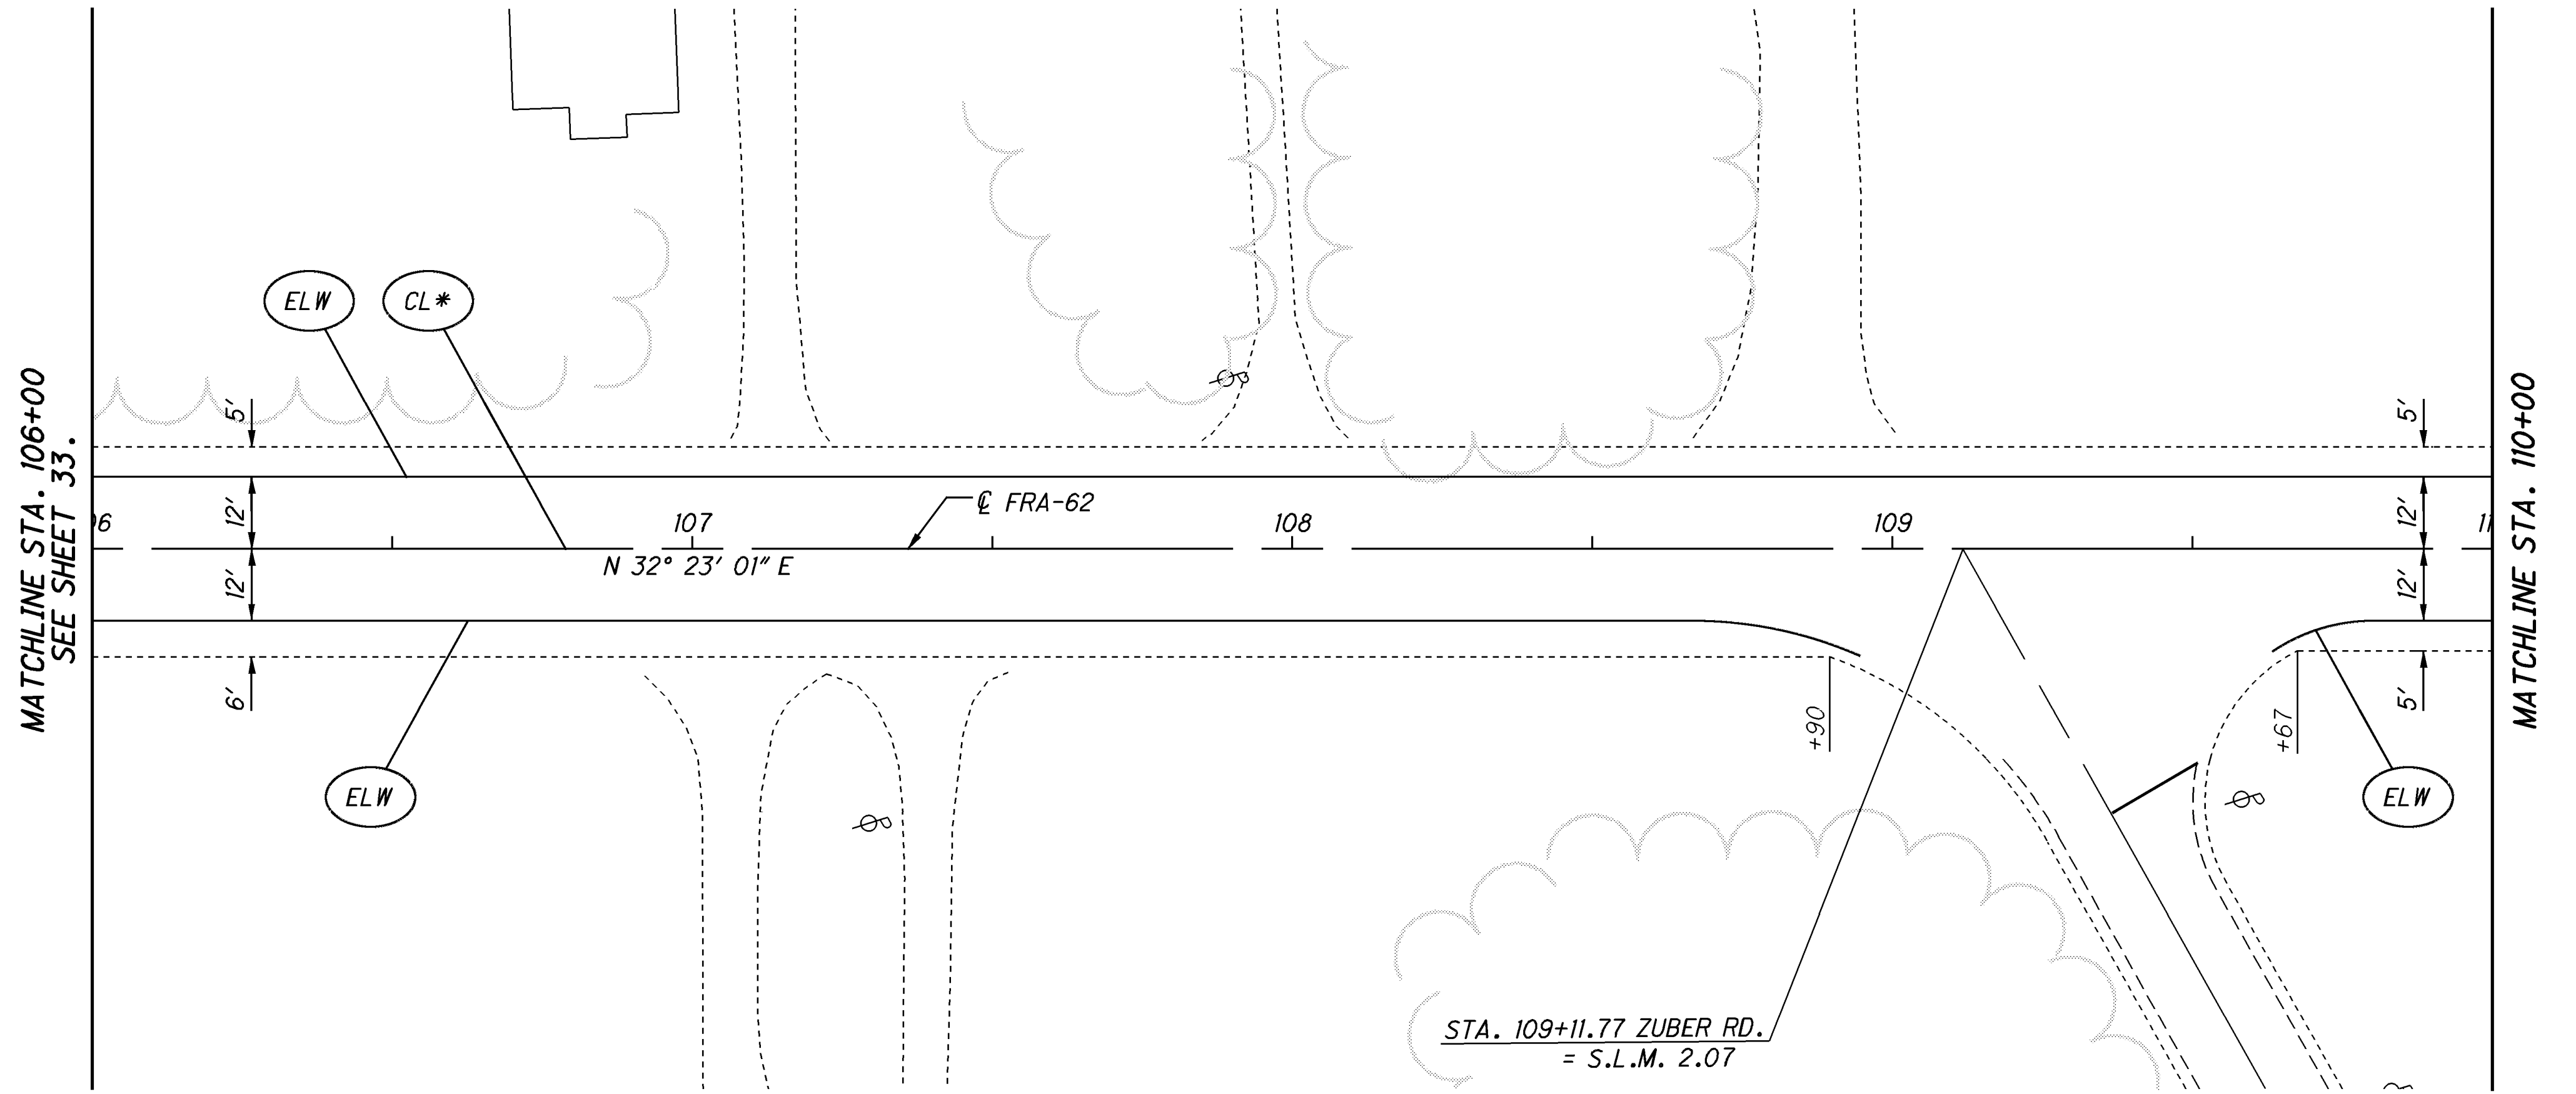 MATCHLINE STA. 106+00
SEE SHEET 33.
ELW
CL*
5'
5'
12'
12'
06
107
℄ FRA-62
108
109
11
N 32° 23' 01" E
12'
12'
6'
5'
+90
+67
ELW
ELW
STA. 109+11.77 ZUBER RD.
= S.L.M. 2.07
MATCHLINE STA. 110+00